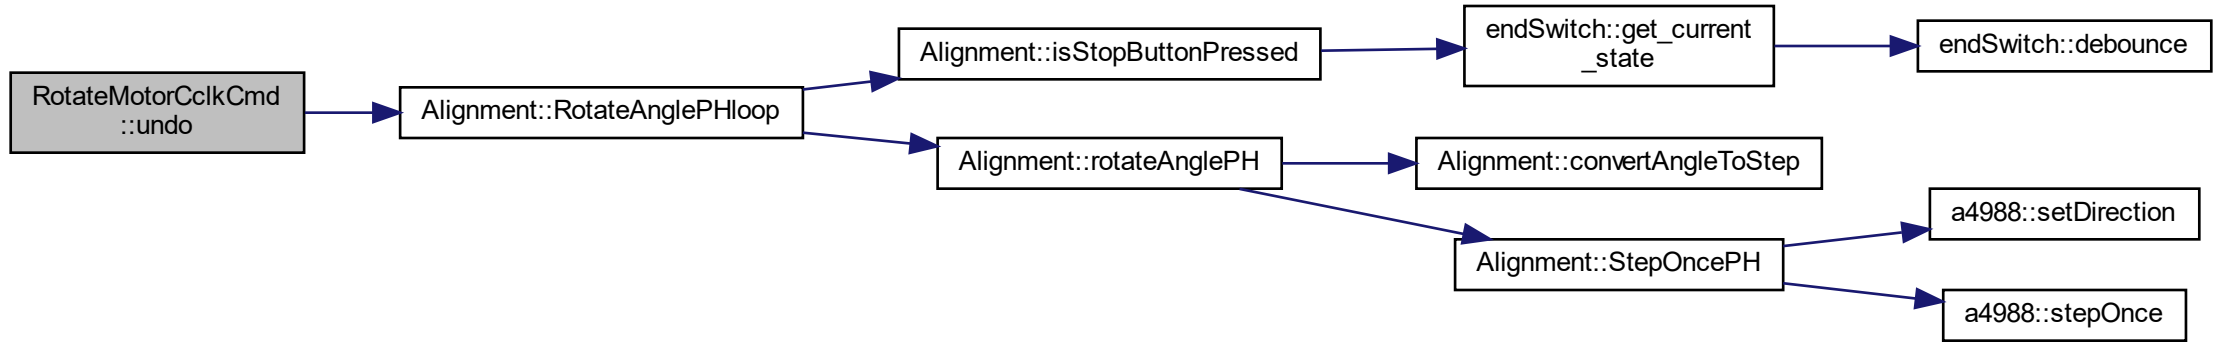 RotateMotorCclkCmd
::undo
Alignment::RotateAnglePHloop
Alignment::isStopButtonPressed
endSwitch::get_current
_state
endSwitch::debounce
Alignment::rotateAnglePH
Alignment::convertAngleToStep
Alignment::StepOncePH
a4988::setDirection
a4988::stepOnce